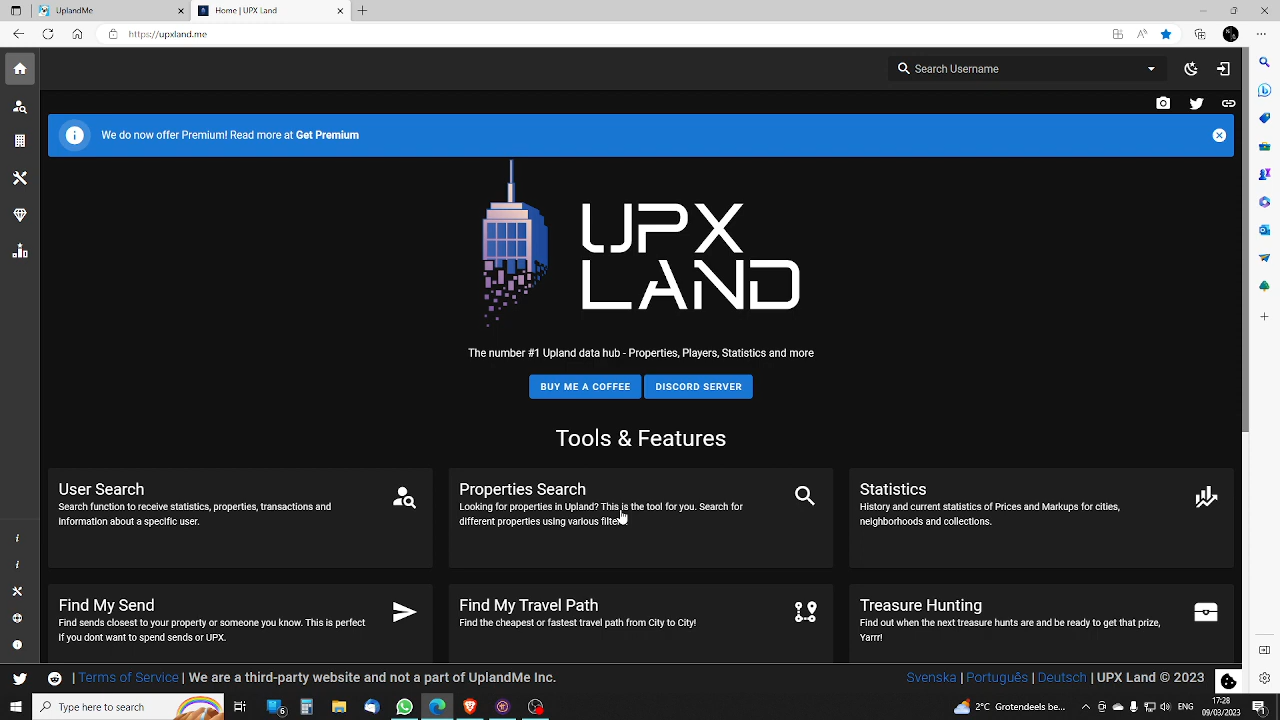 UplandMe
Home | UPX Land
https://upxland.me
Search Username
We do now offer Premium! Read more at Get Premium
UPX
LAND
The number #1 Upland data hub - Properties, Players, Statistics and more
BUY ME A COFFEE
DISCORD SERVER
Tools & Features
User Search
Search function to receive statistics, properties, transactions and
information about a specific user.
Properties Search
Looking for properties in Upland? This is the tool for you. Search for
different properties using various filte
Statistics
History and current statistics of Prices and Markups for cities,
neighborhoods and collections.
Find My Send
Find sends closest to your property or someone you know. This is perfect
if you dont want to spend sends or UPX.
Find My Travel Path
Find the cheapest or fastest travel path from City to City!
Treasure Hunting
Find out when the next treasure hunts are and be ready to get that prize,
Yarrr!
| Terms of Service | We are a third-party website and not a part of UplandMe Inc.
Svenska | Português | Deutsch | UPX Land © 2023
Type here to search
2°C Grotendeels be...
17:28
09/03/2023